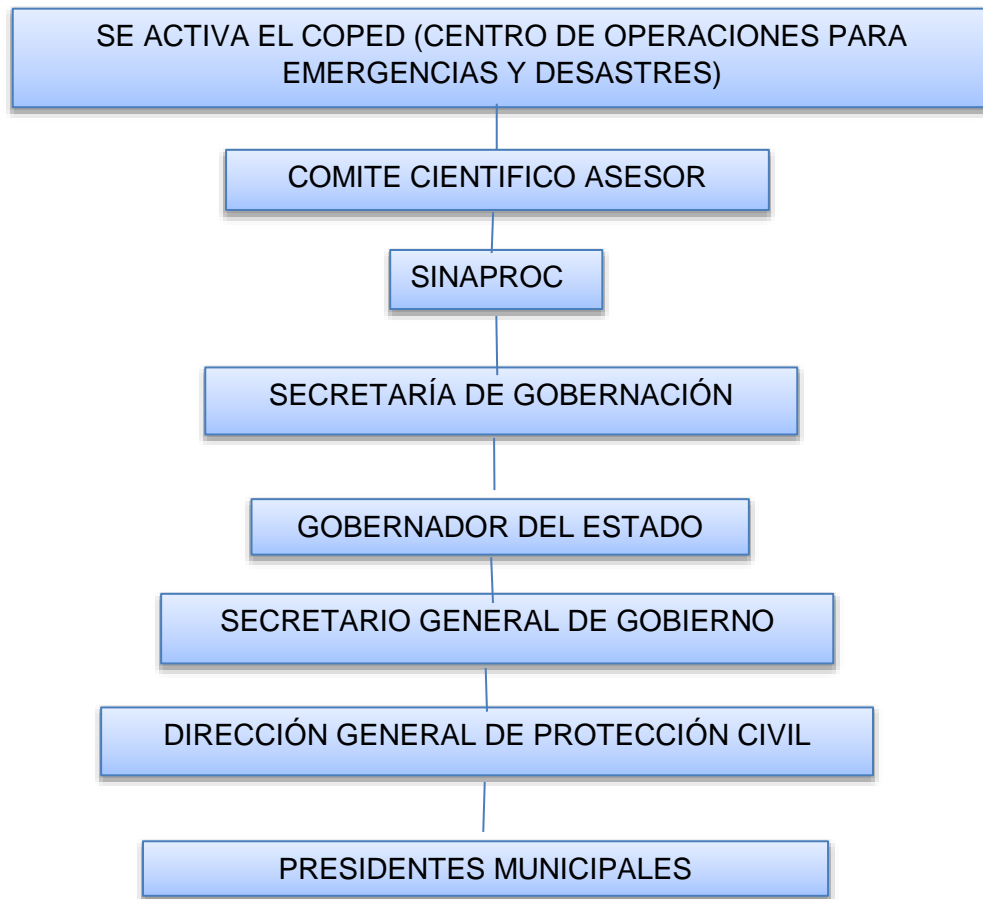 SE ACTIVA EL COPED (CENTRO DE OPERACIONES PARA
EMERGENCIAS Y DESASTRES)
COMITE CIENTIFICO ASESOR
SINAPROC
SECRETARÍA DE GOBERNACIÓN
GOBERNADOR DEL ESTADO
SECRETARIO GENERAL DE GOBIERNO
DIRECCIÓN GENERAL DE PROTECCIÓN CIVIL
PRESIDENTES MUNICIPALES